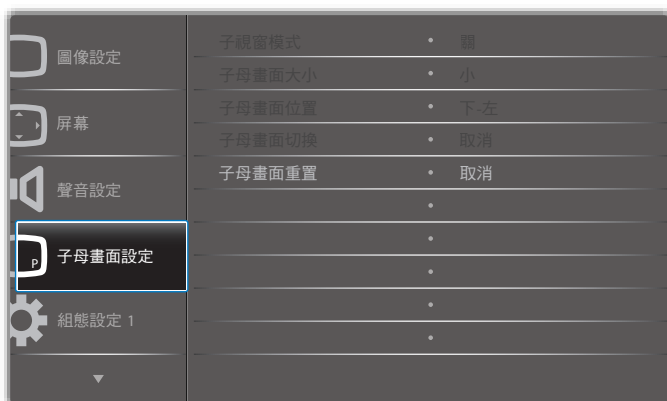 圖像設定
屏幕
聲音設定
P
子母畫面設定
組態設定 1
子視窗模式 • 關
子母畫面大小 • 小
子母畫面位置 • 下-左
子母畫面切換 • 取消
子母畫面重置 • 取消